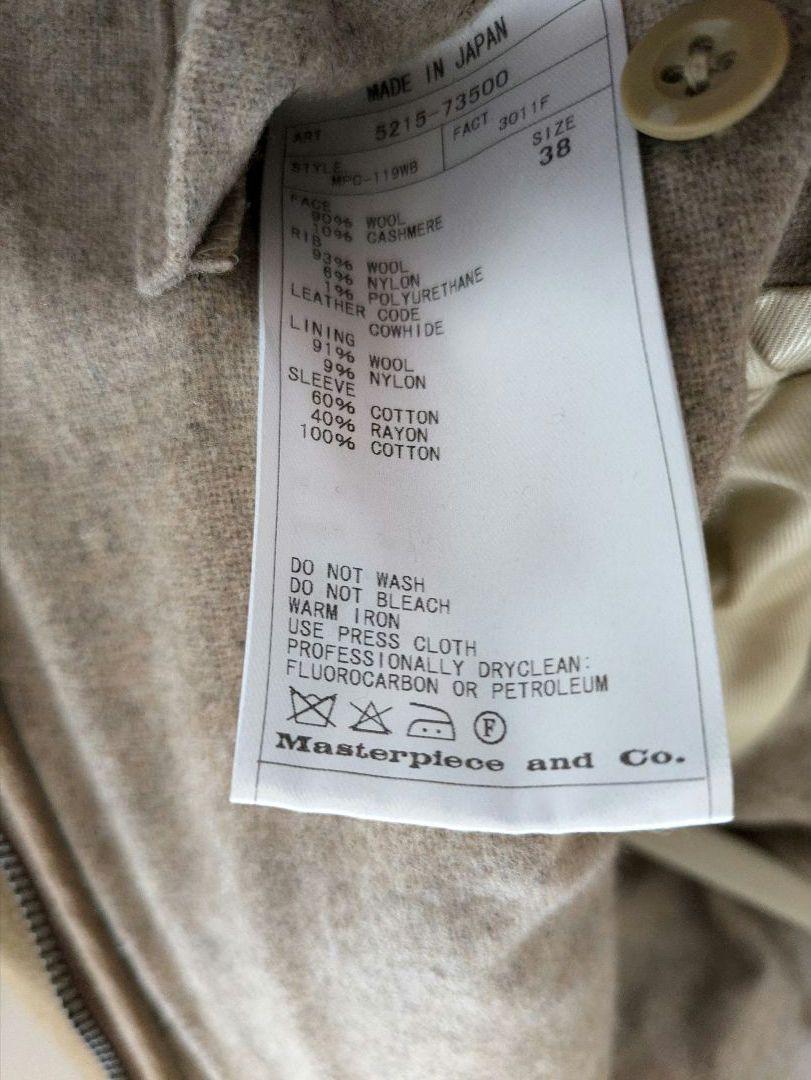 MADE IN JAPAN
ART 5215-73500
STYLE MPC-119WB FACT 3011F
SIZE
38
FACE
90% WOOL
10% CASHMERE
RIB
93% WOOL
6% NYLON
1% POLYURETHANE
LEATHER CODE
COWHIDE
LINING
91% WOOL
9% NYLON
SLEEVE
60% COTTON
40% RAYON
100% COTTON
DO NOT WASH
DO NOT BLEACH
WARM IRON
USE PRESS CLOTH
PROFESSIONALLY DRYCLEAN:
FLUOROCARBON OR PETROLEUM
F
Masterpiece and Co.